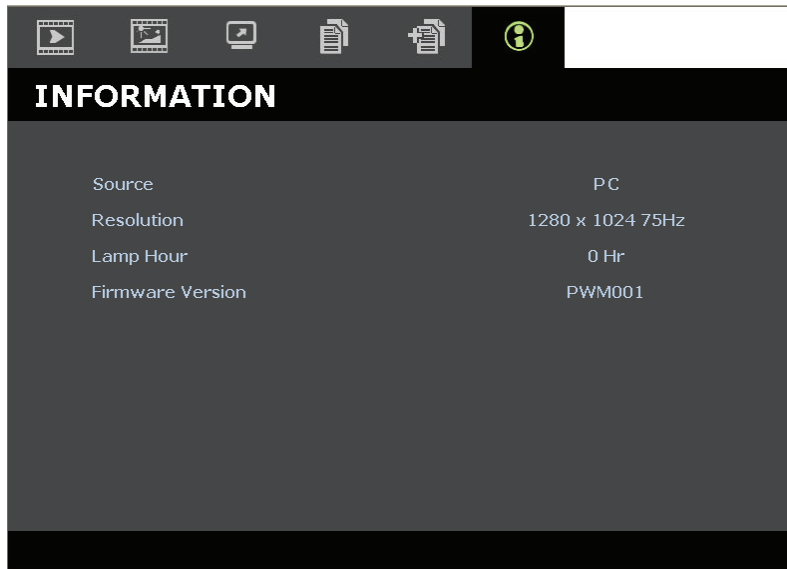 INFORMATION
Source PC
Resolution 1280 x 1024 75Hz
Lamp Hour 0 Hr
Firmware Version PWM001